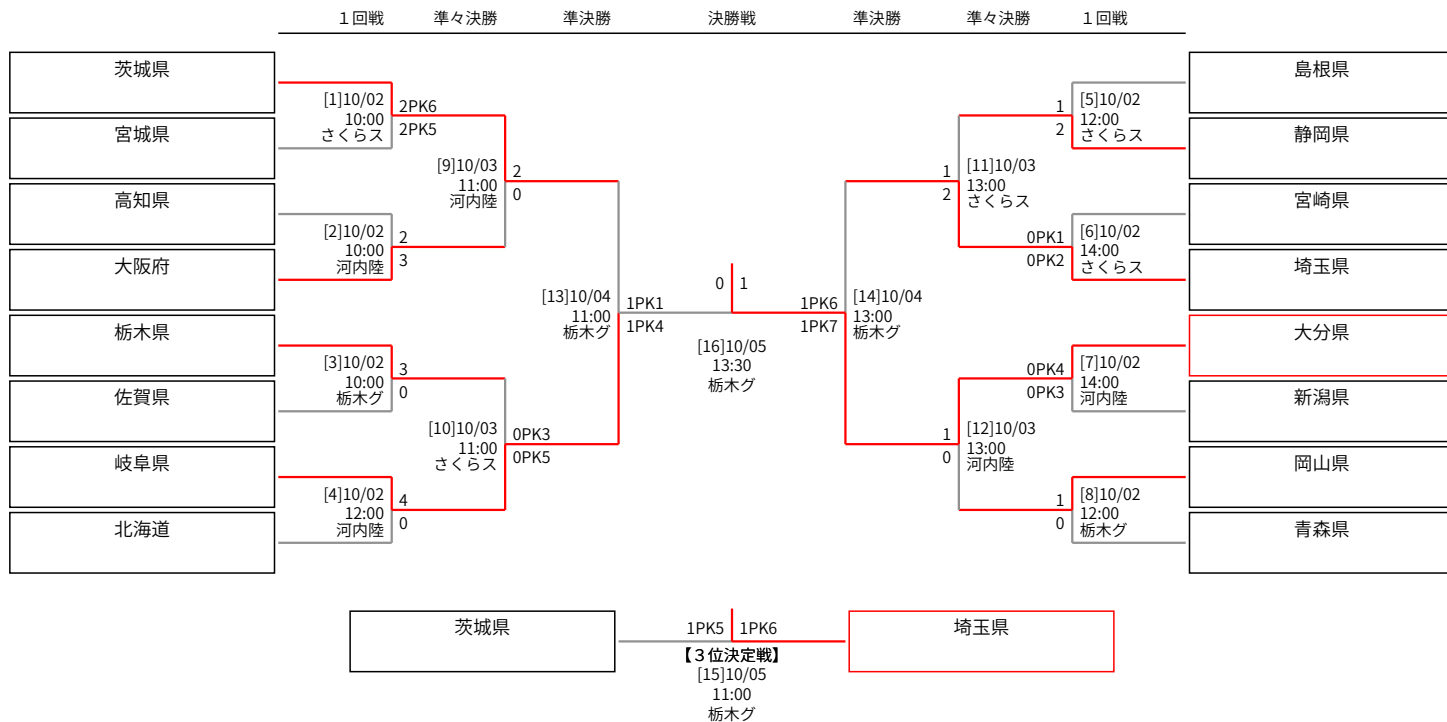 １回戦 準々決勝 準決勝 決勝戦 準決勝 準々決勝 １回戦
茨城県
[1]10/02
10:00
さくらス
2PK6
2PK5
宮城県
[9]10/03
11:00
河内陸
2
0
高知県
[2]10/02
10:00
河内陸
2
3
大阪府
[13]10/04
11:00
栃木グ
1PK1
1PK4
栃木県
[3]10/02
10:00
栃木グ
3
0
佐賀県
[10]10/03
11:00
さくらス
0PK3
0PK5
岐阜県
[4]10/02
12:00
河内陸
4
0
北海道
0 1
[16]10/05
13:30
栃木グ
島根県
1
2
[5]10/02
12:00
さくらス
静岡県
1
2
[11]10/03
13:00
さくらス
宮崎県
0PK1
0PK2
[6]10/02
14:00
さくらス
埼玉県
1PK6
1PK7
[14]10/04
13:00
栃木グ
大分県
0PK4
0PK3
[7]10/02
14:00
河内陸
新潟県
1
0
[12]10/03
13:00
河内陸
岡山県
1
0
[8]10/02
12:00
栃木グ
青森県
茨城県
1PK5 1PK6
埼玉県
【３位決定戦】
[15]10/05
11:00
栃木グ